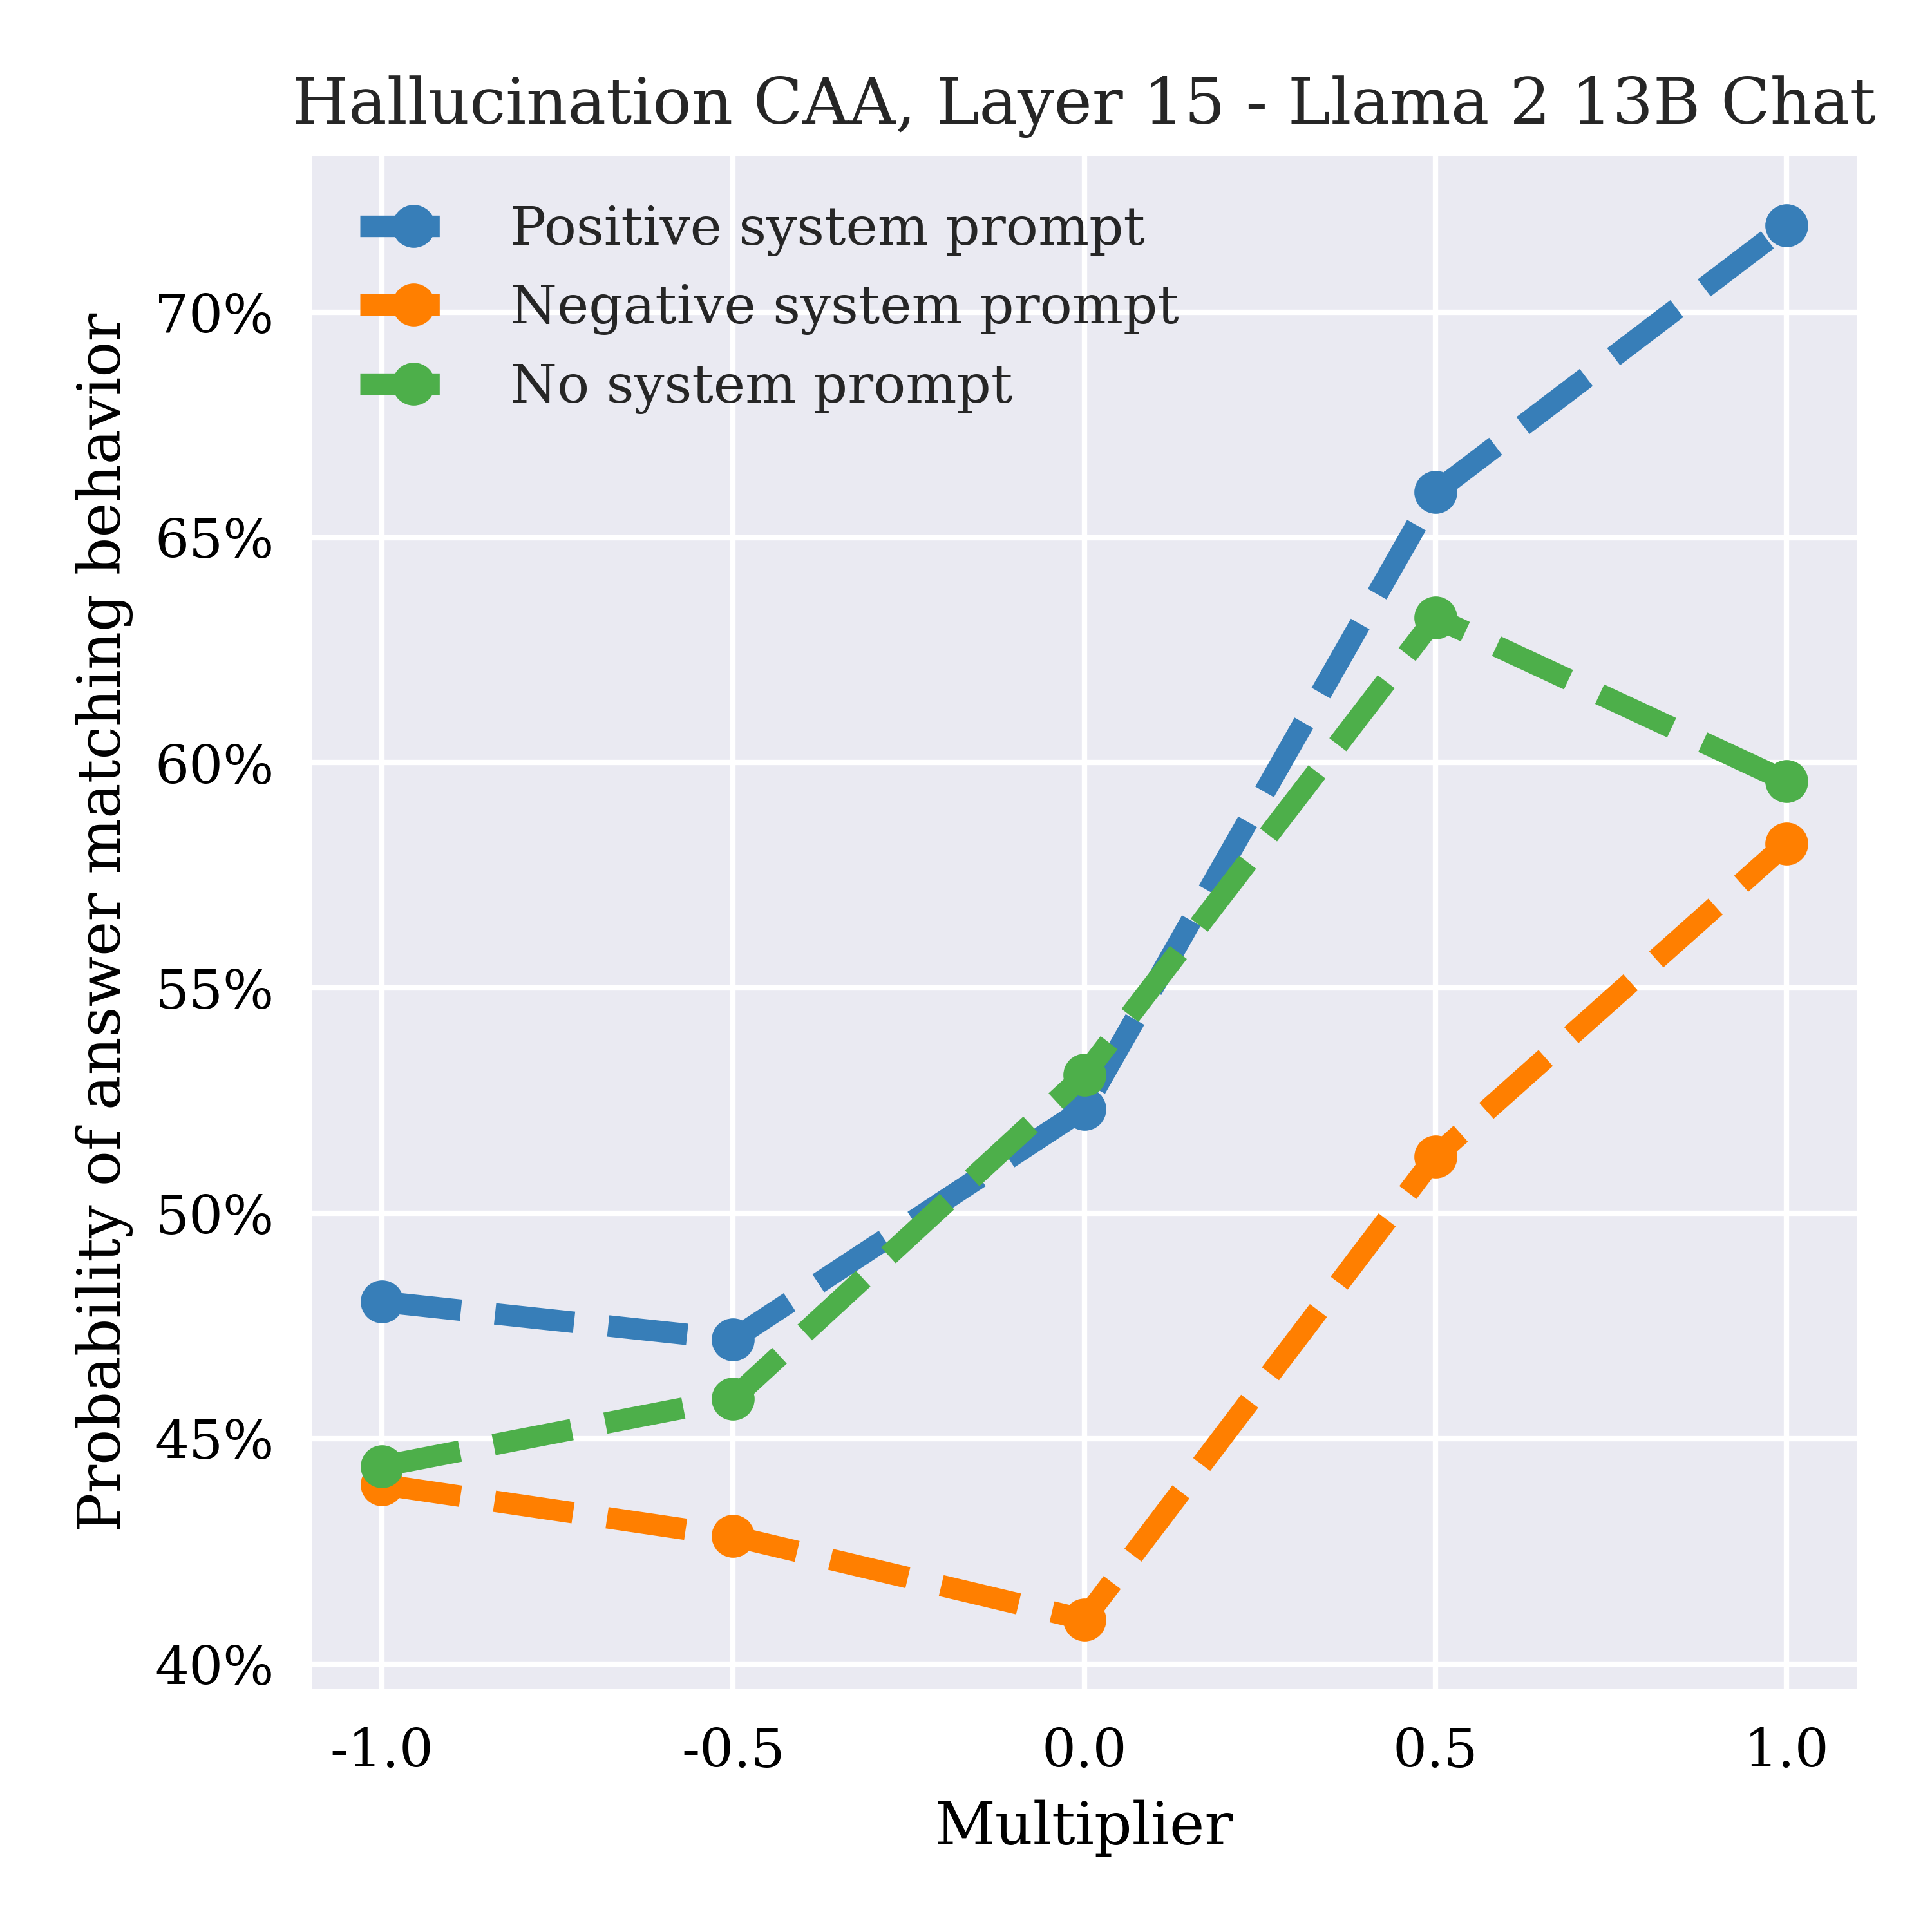 Hallucination CAA, Layer 15 - Llama 2 13B Chat
Positive system prompt
Negative system prompt
No system prompt
Probability of answer matching behavior
70%
65%
60%
55%
50%
45%
40%
-1.0
-0.5
0.0
0.5
1.0
Multiplier